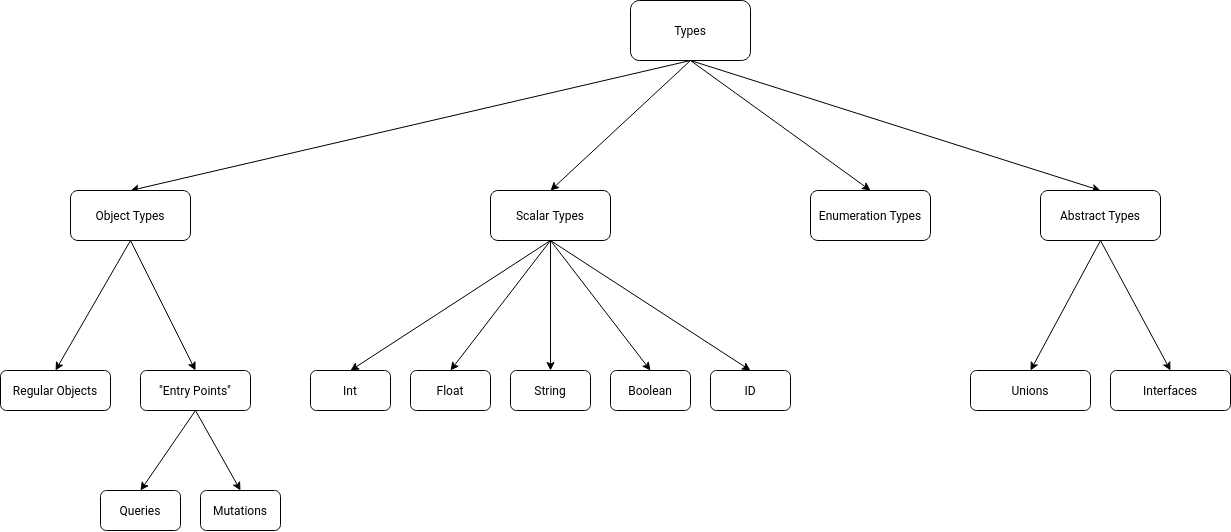 Types
Object Types
Scalar Types
Enumeration Types
Abstract Types
Regular Objects
"Entry Points"
Int
Float
String
Boolean
ID
Unions
Interfaces
Queries
Mutations